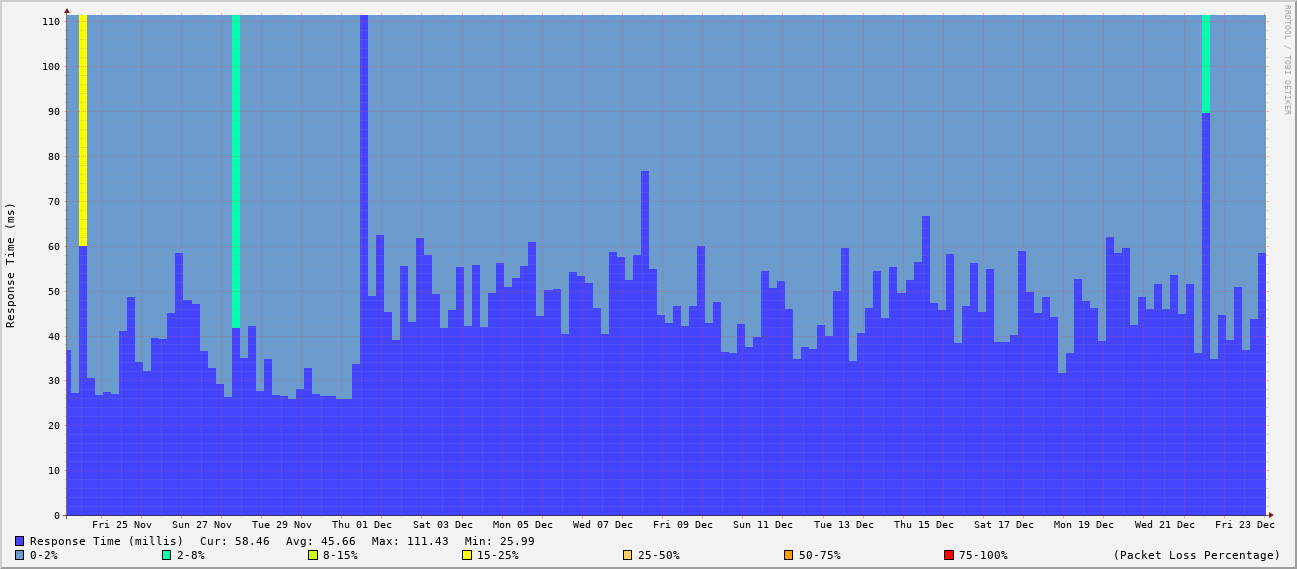 RRDTOOL / TOBI OETIKER
Response Time (ms)
110
100
90
80
70
60
50
40
30
20
10
0
Fri 25 Nov Sun 27 Nov Tue 29 Nov Thu 01 Dec Sat 03 Dec Mon 05 Dec Wed 07 Dec Fri 09 Dec Sun 11 Dec Tue 13 Dec Thu 15 Dec Sat 17 Dec Mon 19 Dec Wed 21 Dec Fri 23 Dec
Response Time (millis) Cur: 58.46 Avg: 45.66 Max: 111.43 Min: 25.99
0-2% 2-8% 8-15% 15-25% 25-50% 50-75% 75-100% (Packet Loss Percentage)